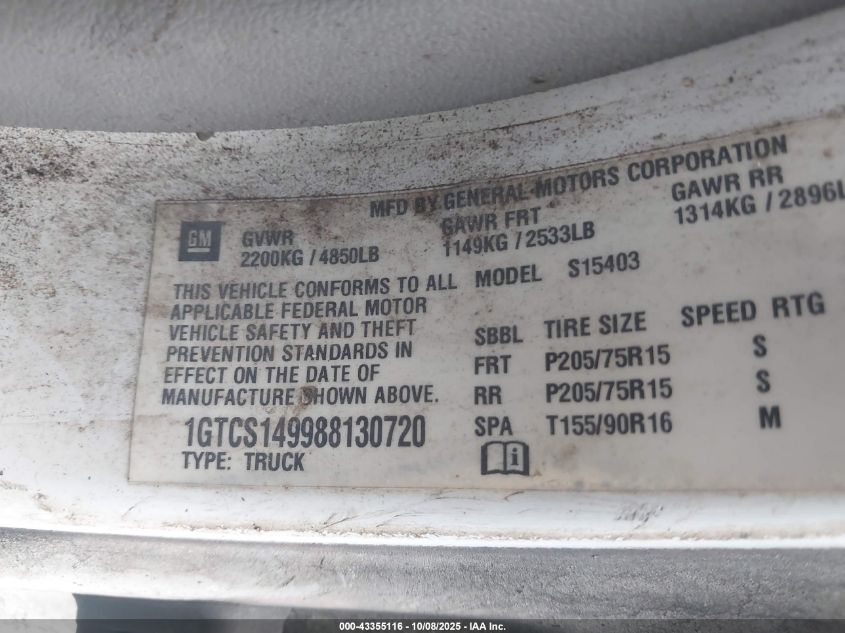 MFD BY GENERAL MOTORS CORPORATION
GM
GVWR GAWR FRT GAWR RR
2200KG / 4850LB 1149KG / 2533LB 1314KG / 2896L
THIS VEHICLE CONFORMS TO ALL
APPLICABLE FEDERAL MOTOR
VEHICLE SAFETY AND THEFT
PREVENTION STANDARDS IN
EFFECT ON THE DATE OF
MANUFACTURE SHOWN ABOVE.
1GTCS149988130720
TYPE: TRUCK
MODEL S15403
SBBL TIRE SIZE SPEED RTG
FRT P205/75R15 S
RR P205/75R15 S
SPA T155/90R16 M
i
000-43355116 - 10/08/2025 - IAA Inc.